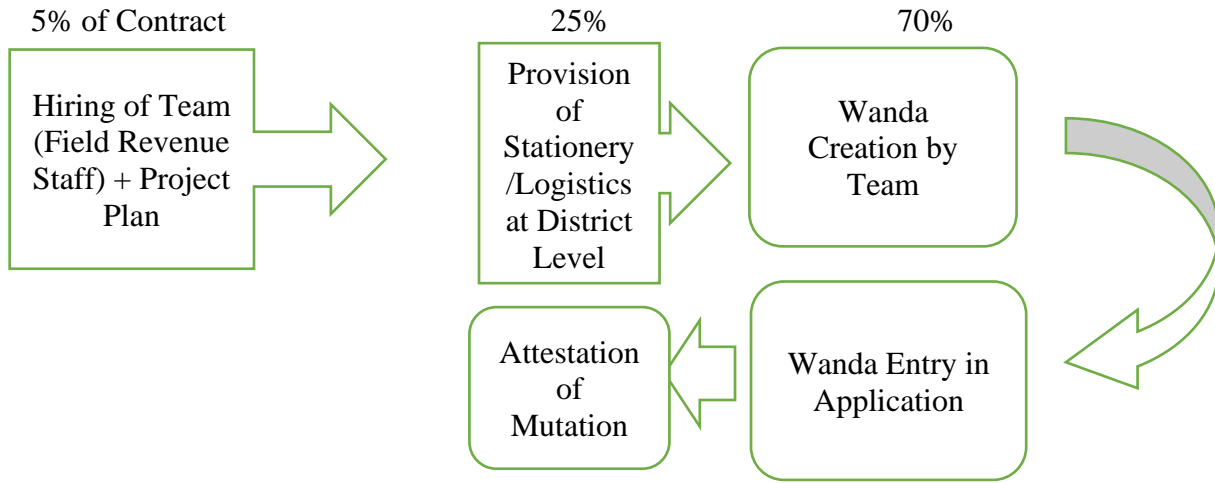 5% of Contract
25%
70%
Hiring of Team
(Field Revenue
Staff) + Project
Plan
Provision
of
Stationery
/Logistics
at District
Level
Wanda
Creation by
Team
Wanda Entry in
Application
Attestation
of
Mutation